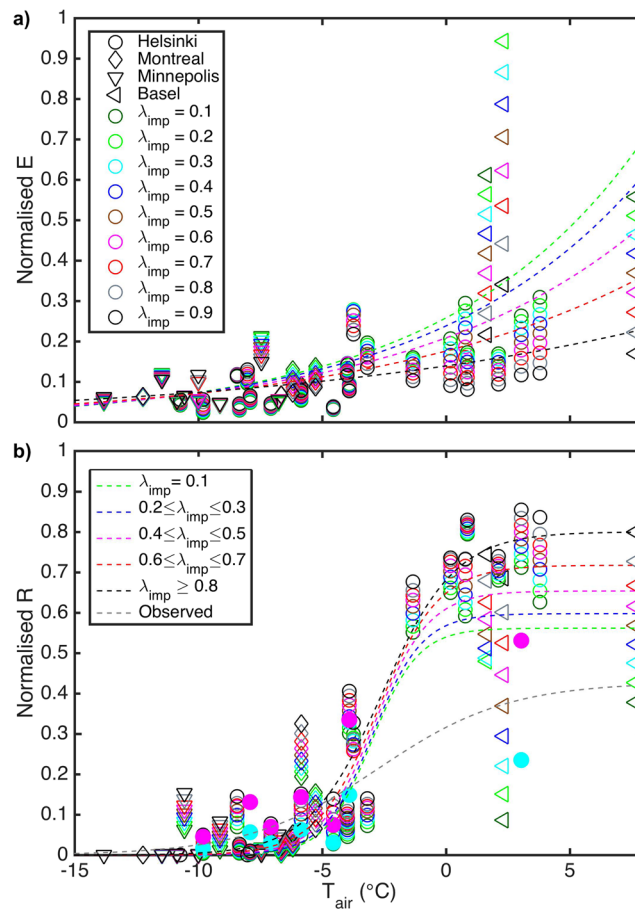 a)
1
0.9
0.8
0.7
0.6
0.5
0.4
0.3
0.2
0.1
0
Normalised E
Helsinki
Montreal
Minnepolis
Basel
λimp = 0.1
λimp = 0.2
λimp = 0.3
λimp = 0.4
λimp = 0.5
λimp = 0.6
λimp = 0.7
λimp = 0.8
λimp = 0.9
b)
1
0.9
0.8
0.7
0.6
0.5
0.4
0.3
0.2
0.1
0
Normalised R
λimp = 0.1
0.2≤λimp≤0.3
0.4≤λimp≤0.5
0.6≤λimp≤0.7
λimp ≥ 0.8
Observed
-15 -10 -5 0 5
Tair (°C)